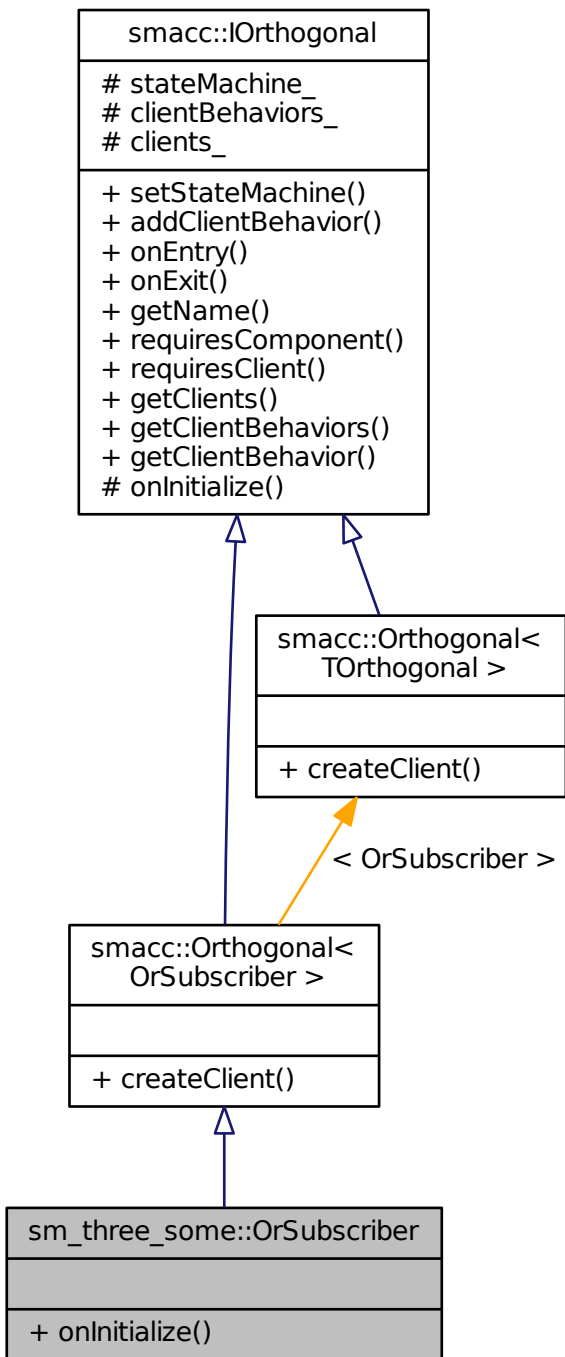 smacc::IOrthogonal
# stateMachine_
# clientBehaviors_
# clients_
+ setStateMachine()
+ addClientBehavior()
+ onEntry()
+ onExit()
+ getName()
+ requiresComponent()
+ requiresClient()
+ getClients()
+ getClientBehaviors()
+ getClientBehavior()
# onInitialize()
smacc::Orthogonal<
TOrthogonal >
+ createClient()
< OrSubscriber >
smacc::Orthogonal<
OrSubscriber >
+ createClient()
sm_three_some::OrSubscriber
+ onInitialize()